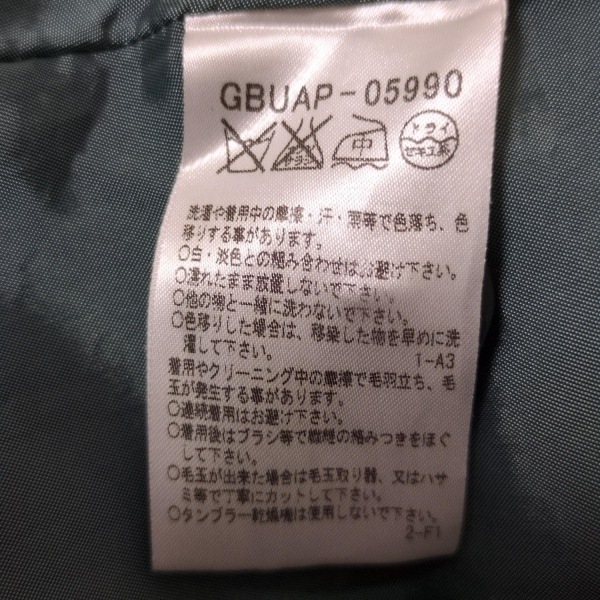 GBUAP-05990
エンソサラシ 中 ドライ
セキユ系
洗濯や着用中の摩擦・汗・雨等で色落ち、色
移りする事があります。
○白・淡色との組み合わせはお避け下さい。
○濡れたまま放置しないで下さい。
○他の物と一緒に洗わないで下さい。
○色移りした場合は、移染した物を早めに洗
濯して下さい。
1-A3
着用やクリーニング中の摩擦で毛羽立ち、毛
玉が発生する事があります。
○連続着用はお避け下さい。
○着用後はブラシ等で繊維の絡みつきをほぐ
して下さい。
○毛玉が出来た場合は毛玉取り器、又はハサ
ミ等で丁寧にカットして下さい。
○タンブラー乾燥機は使用しないで下さい。
2-F1